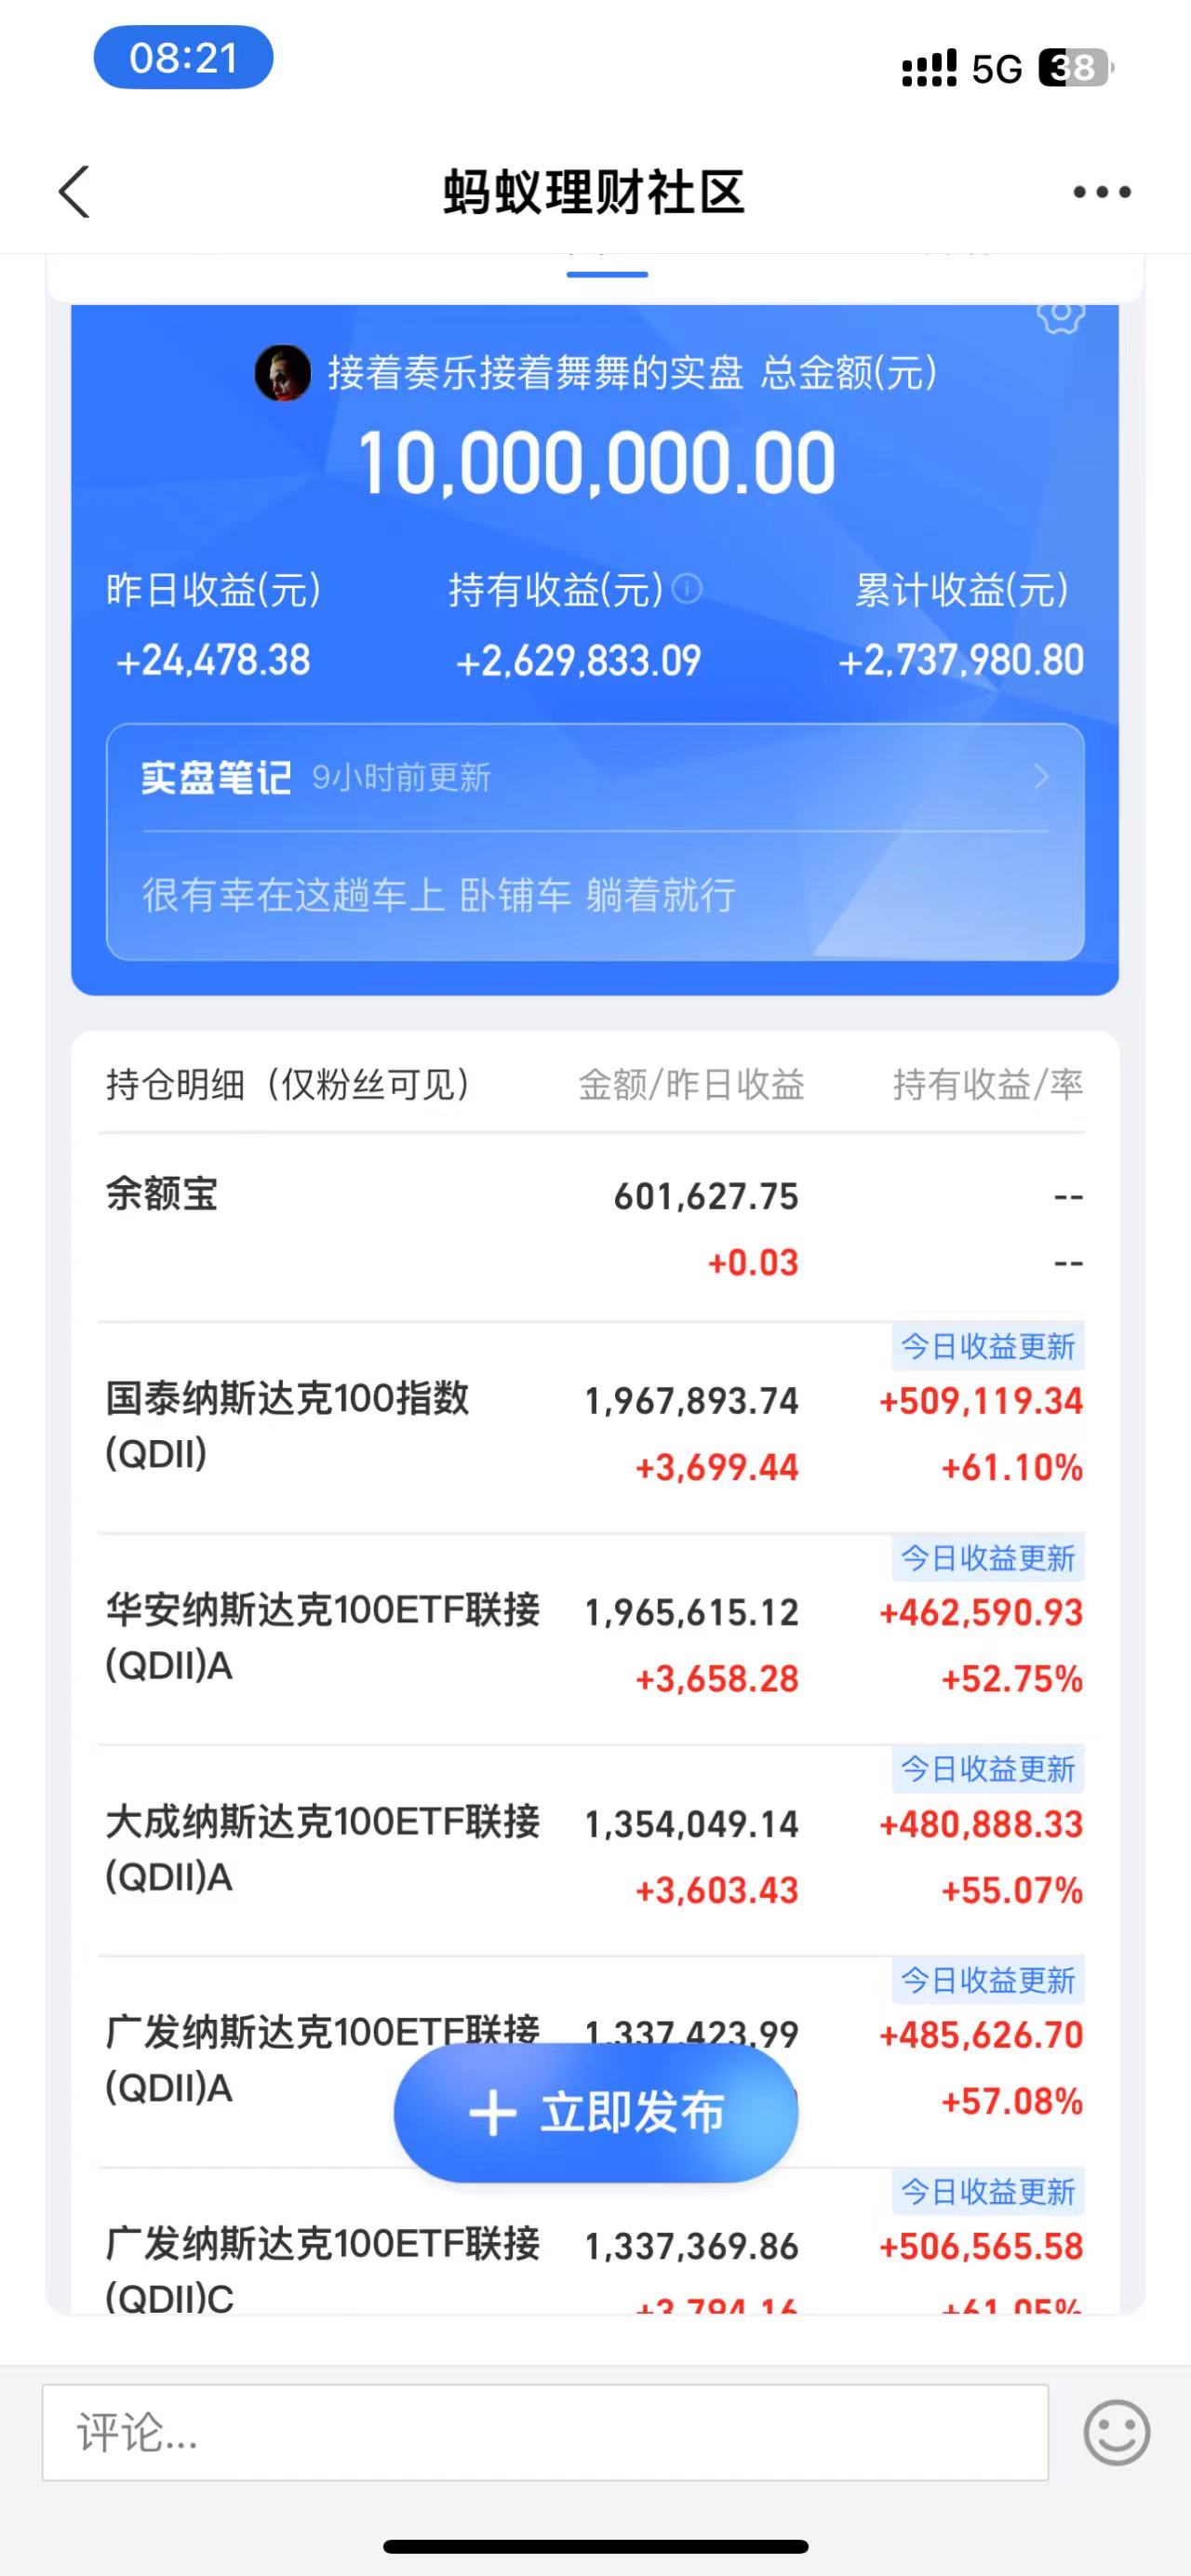 08:21
5G 38
蚂蚁理财社区
接着奏乐接着舞舞的实盘 总金额(元)
10,000,000.00
昨日收益(元) 持有收益(元) 累计收益(元)
+24,478.38 +2,629,833.09 +2,737,980.80
实盘笔记 9小时前更新
很有幸在这趟车上 卧铺车 躺着就行
持仓明细（仅粉丝可见） 金额/昨日收益 持有收益/率
余额宝 601,627.75 --
+0.03 --
今日收益更新
国泰纳斯达克100指数 1,967,893.74 +509,119.34
(QDII) +3,699.44 +61.10%
今日收益更新
华安纳斯达克100ETF联接 1,965,615.12 +462,590.93
(QDII)A +3,658.28 +52.75%
今日收益更新
大成纳斯达克100ETF联接 1,354,049.14 +480,888.33
(QDII)A +3,603.43 +55.07%
今日收益更新
广发纳斯达克100ETF联接 1,337,423.99 +485,626.70
(QDII)A +57.08%
立即发布
今日收益更新
广发纳斯达克100ETF联接 1,337,369.86 +506,565.58
(QDII)C +3,794.16 +61.05%
评论...